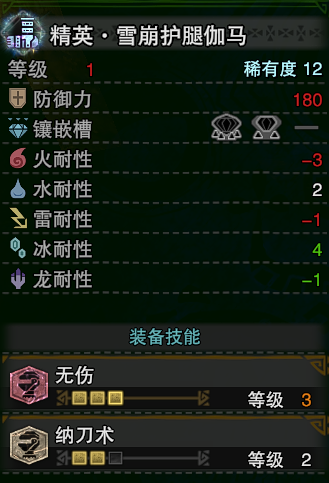 精英·雪崩护腿伽马
等级 1 稀有度 12
防御力 180
镶嵌槽 —
火耐性 -3
水耐性 2
雷耐性 -1
冰耐性 4
龙耐性 -1
装备技能
无伤
等级 3
纳刀术
等级 2